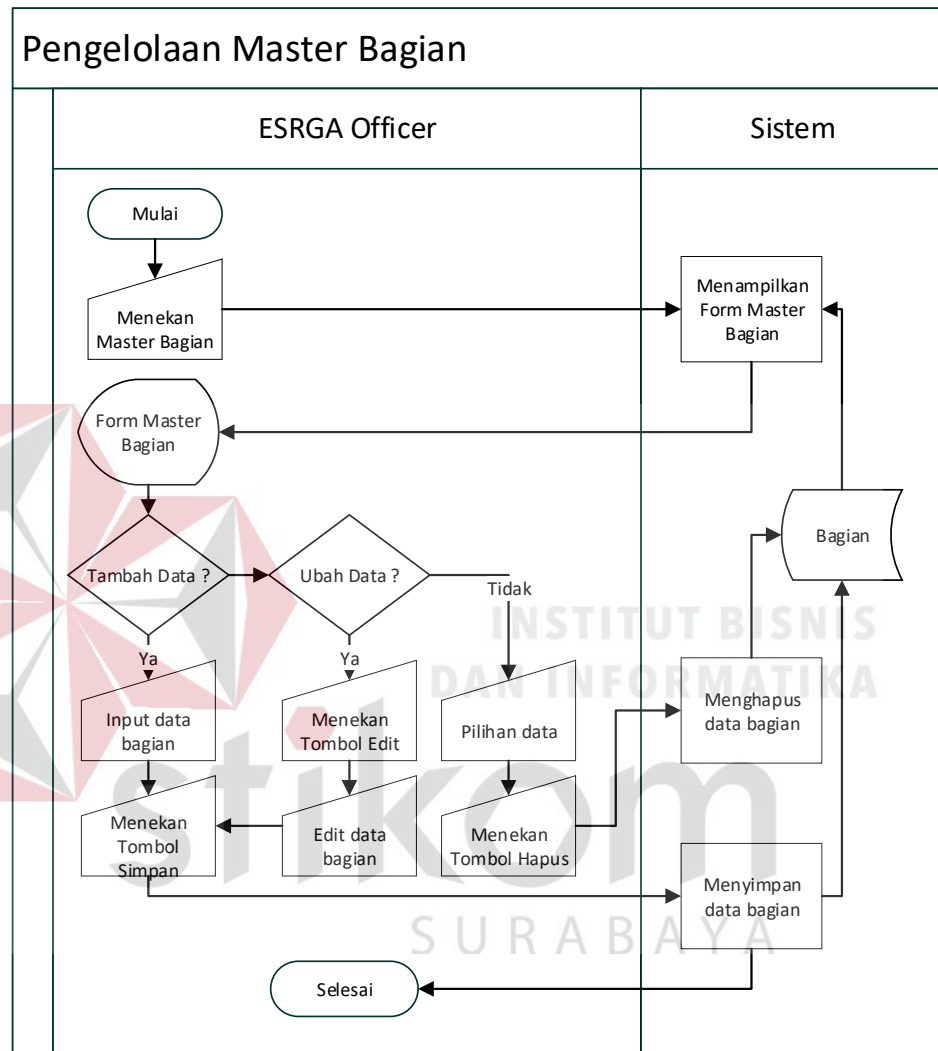 Pengelolaan Master Bagian
ESRGA Officer
Sistem
Mulai
Menekan
Master Bagian
Menampilkan
Form Master
Bagian
Form Master
Bagian
Bagian
Tambah Data ?
Ubah Data ?
Tidak
Ya
Ya
INSTITUT BISNIS
DAN INFORMATIKA
Input data
bagian
Menekan
Tombol Edit
Pilihan data
Menghapus
data bagian
stikom
Menekan
Tombol
Simpan
Edit data
bagian
Menekan
Tombol Hapus
Menyimpan
data bagian
SURABAYA
Selesai